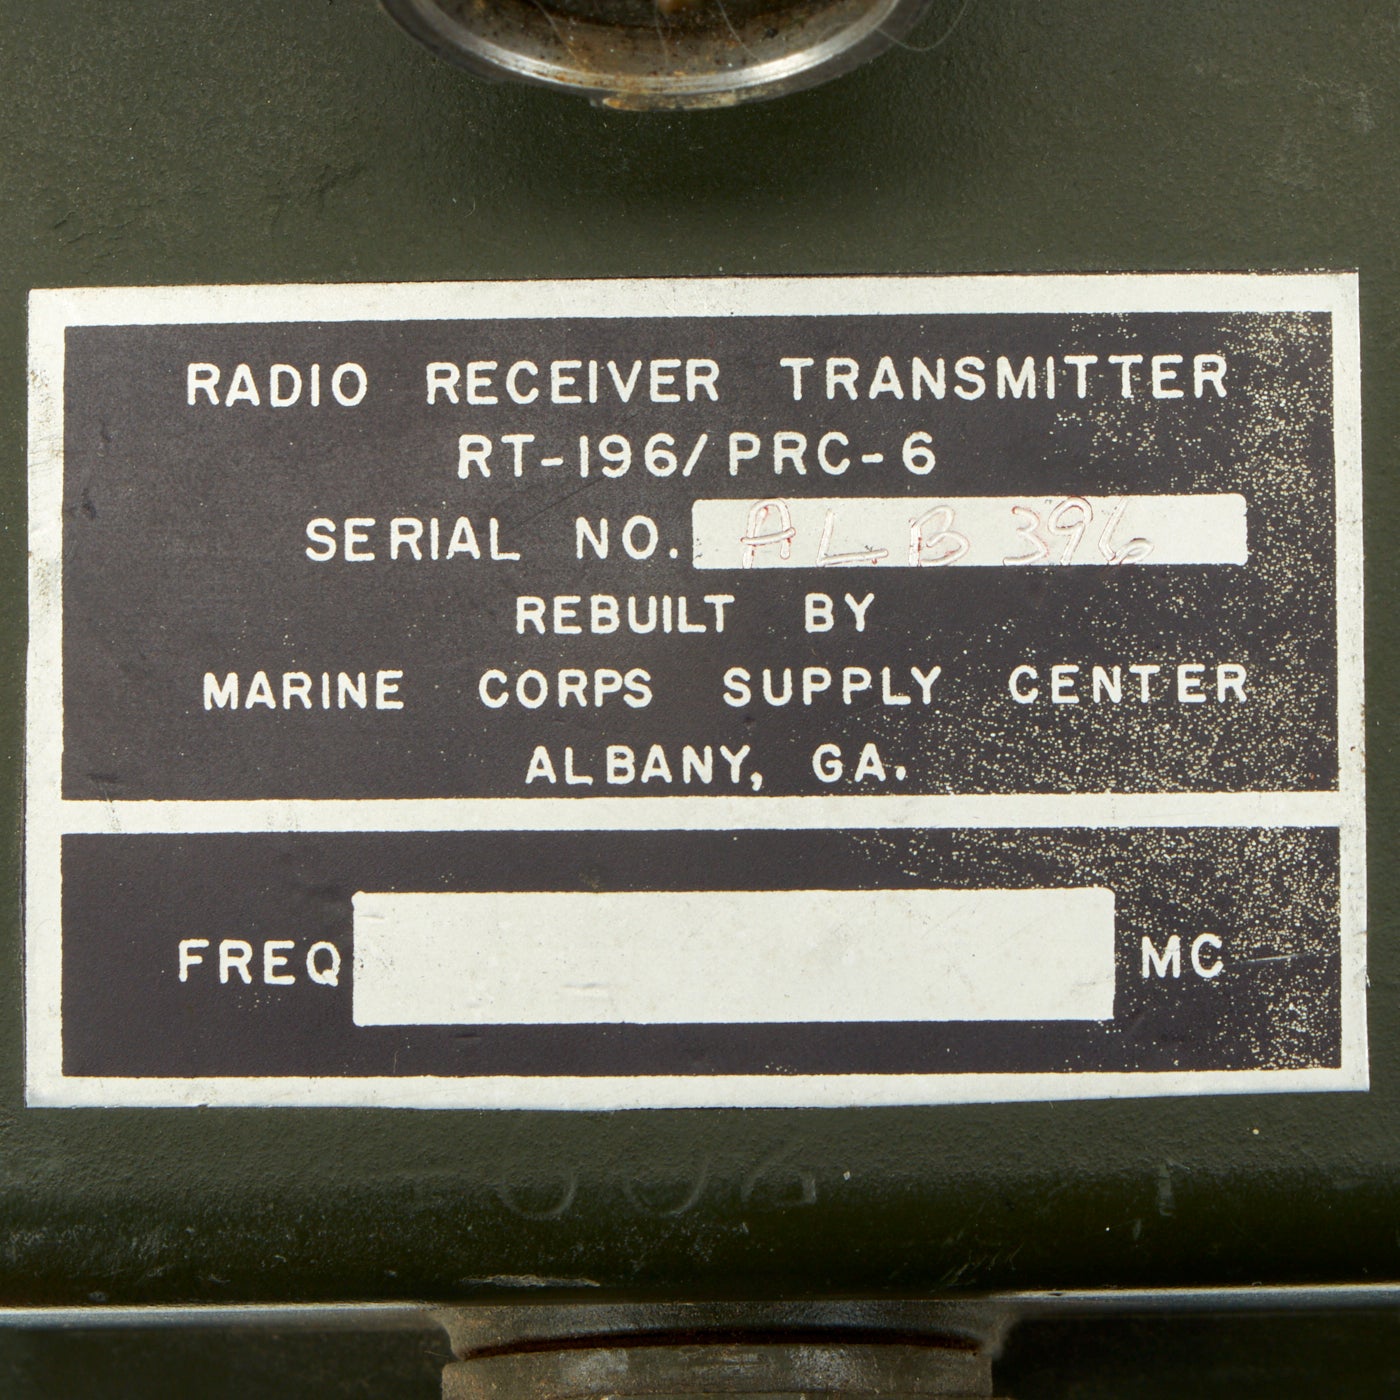 RADIO RECEIVER TRANSMITTER
RT-196/PRC-6
SERIAL NO. ALB 396
REBUILT BY
MARINE CORPS SUPPLY CENTER
ALBANY, GA.
FREQ MC